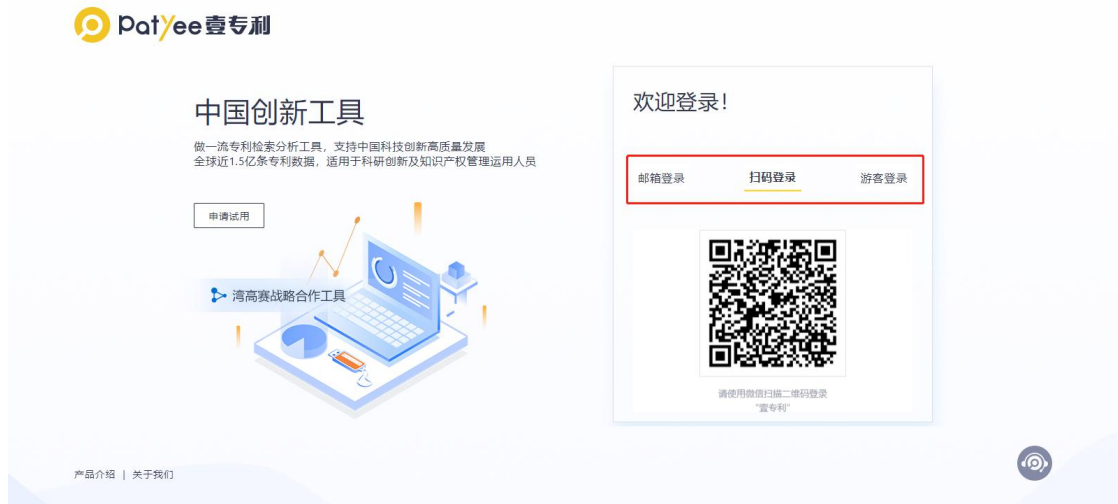 Patyee壹专利
中国创新工具
做一流专利检索分析工具，支持中国科技创新高质量发展
全球近1.5亿条专利数据，适用于科研创新及知识产权管理运用人员
申请试用
湾高赛战略合作工具
欢迎登录！
邮箱登录 扫码登录 游客登录
请使用微信扫描二维码登录
“壹专利”
产品介绍 | 关于我们